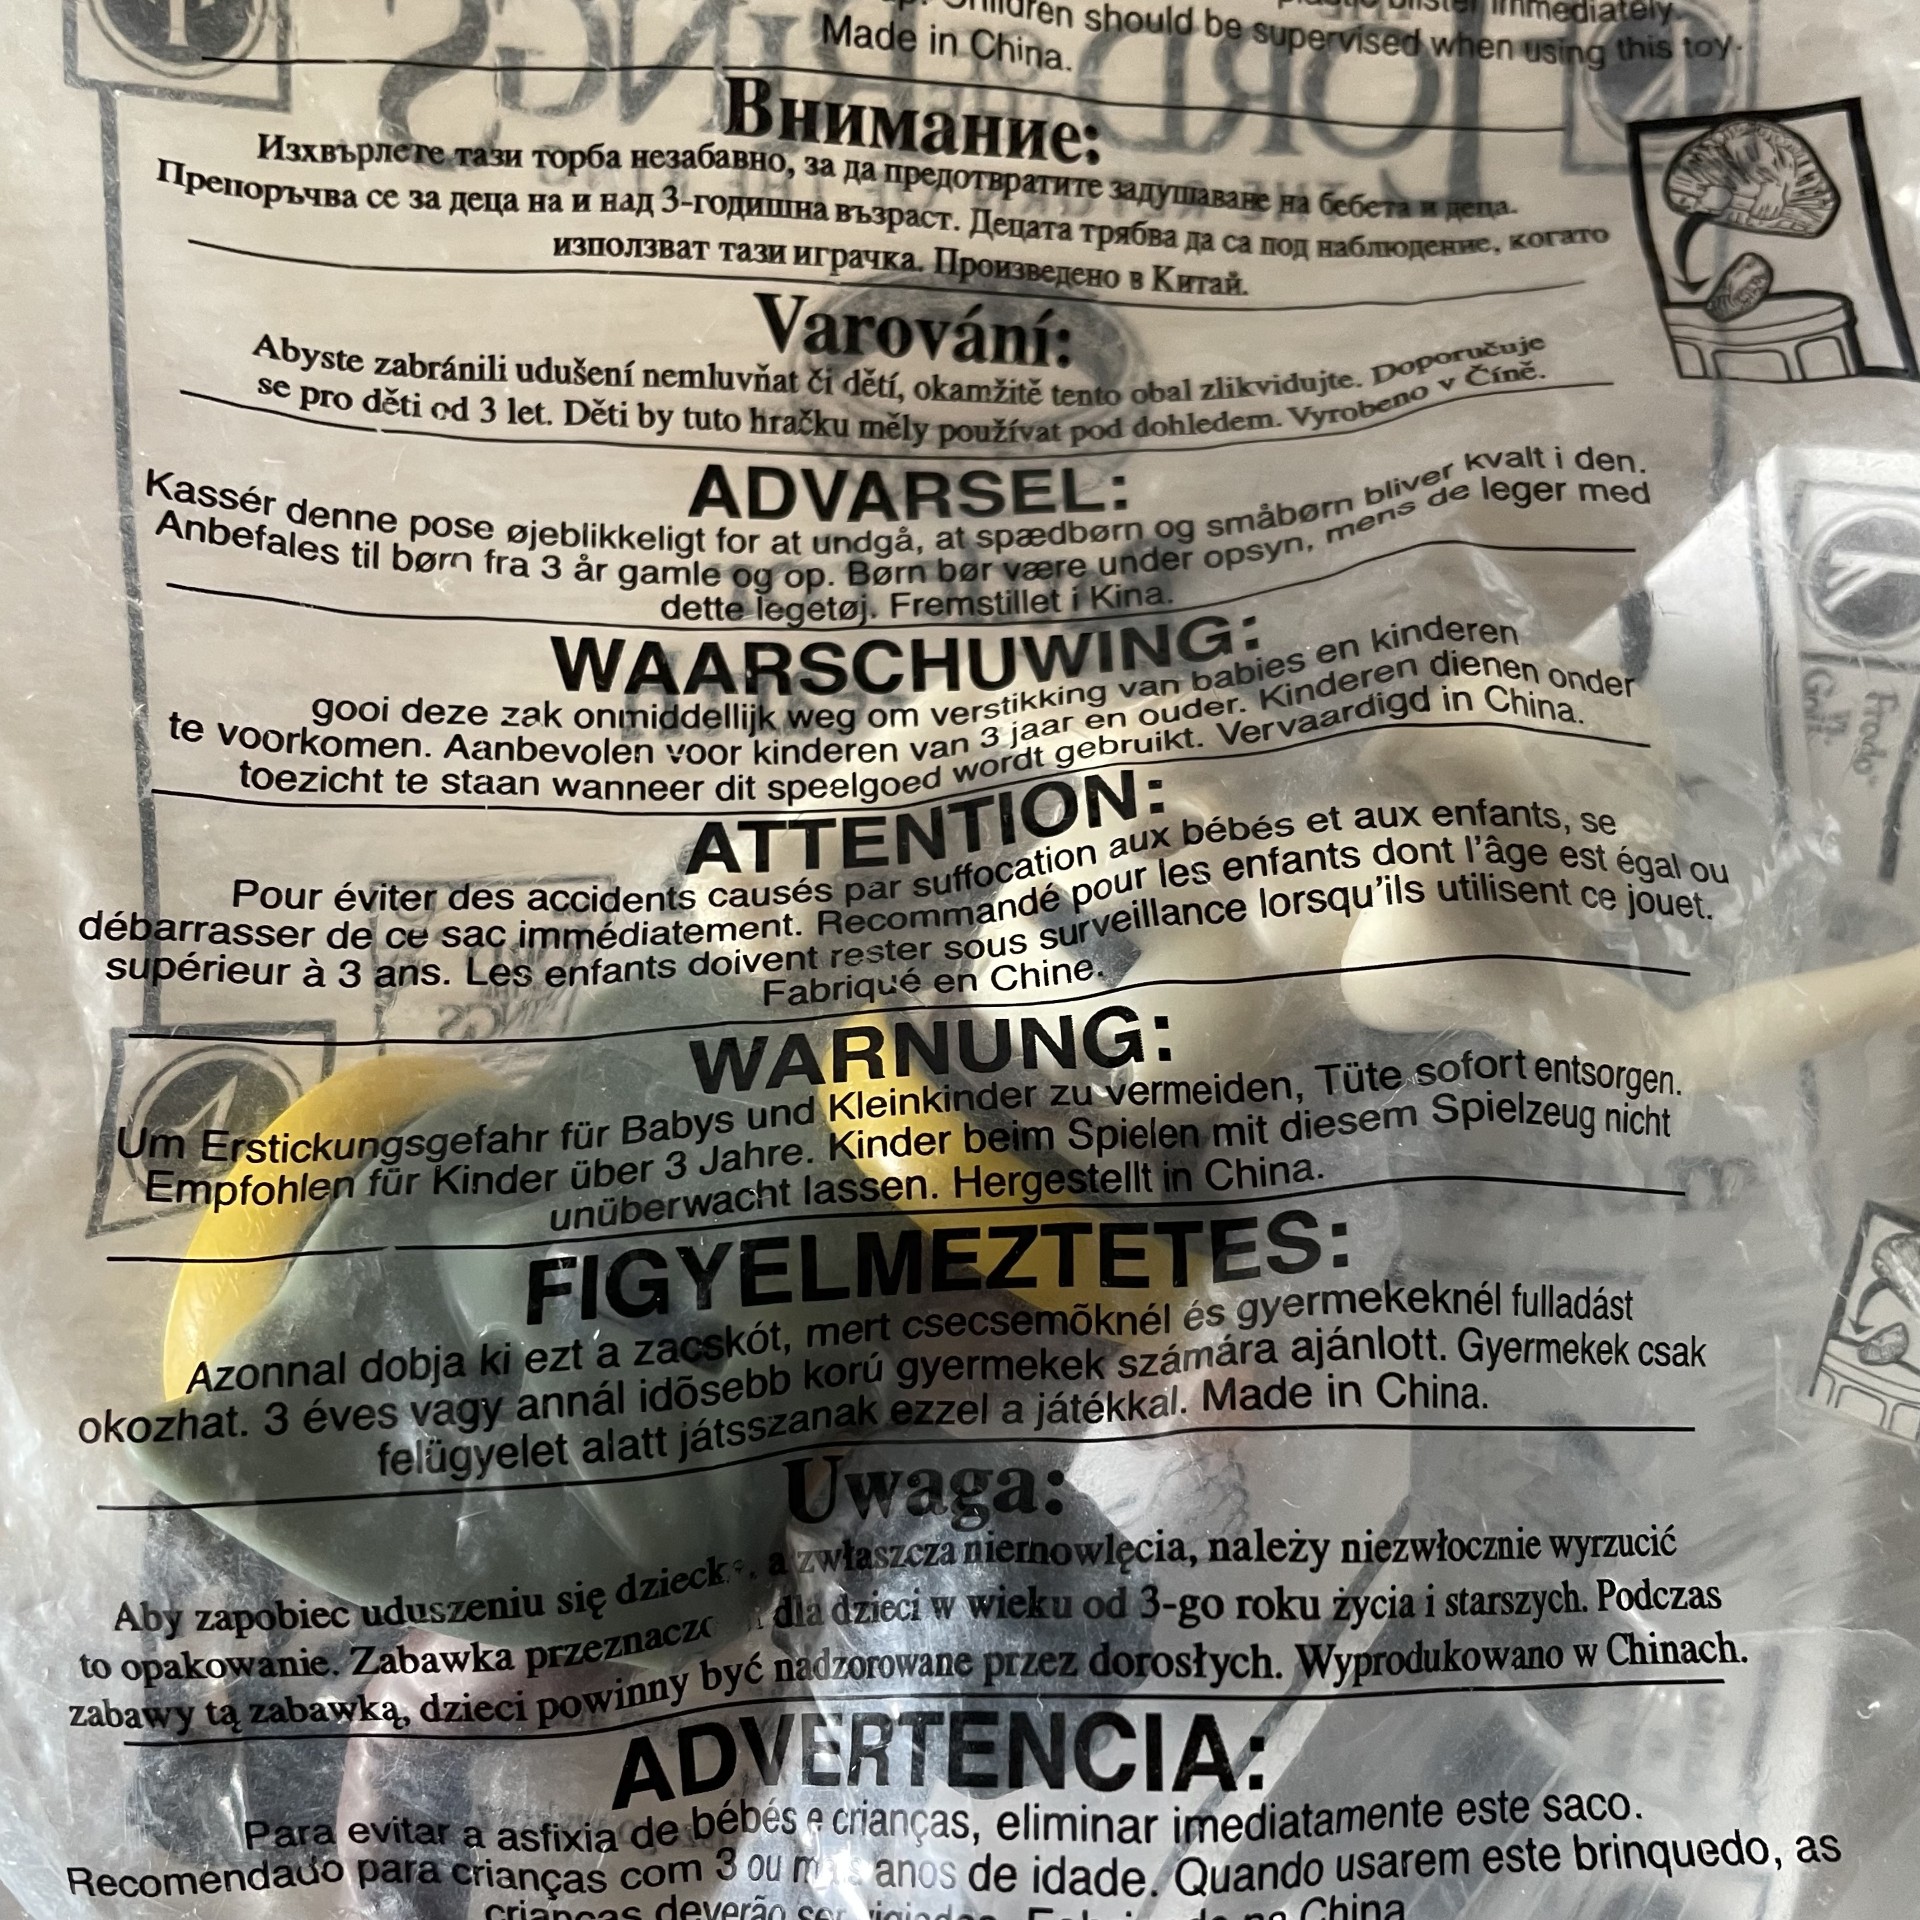 Children should be supervised when using this toy.
Made in China.
Внимание:
Изхвърлете тази торба незабавно, за да предотвратите задушаване на бебета и деца.
Препоръчва се за деца на и над 3-годишна възраст. Децата трябва да са под наблюдение, когато
използват тази играчка. Произведено в Китай.
Varování:
Abyste zabránili udušení nemluvňat či dětí, okamžitě tento obal zlikvidujte. Doporučuje
se pro děti od 3 let. Děti by tuto hračku měly používat pod dohledem. Vyrobeno v Číně.
ADVARSEL:
Kassér denne pose øjeblikkeligt for at undgå, at spædbørn og småbørn bliver kvalt i den.
Anbefales til børn fra 3 år gamle og op. Børn bør være under opsyn, mens de leger med
dette legetøj. Fremstillet i Kina.
WAARSCHUWING:
gooi deze zak onmiddellijk weg om verstikking van babies en kinderen
te voorkomen. Aanbevolen voor kinderen van 3 jaar en ouder. Kinderen dienen onder
toezicht te staan wanneer dit speelgoed wordt gebruikt. Vervaardigd in China.
ATTENTION:
Pour éviter des accidents causés par suffocation aux bébés et aux enfants, se
débarrasser de ce sac immédiatement. Recommandé pour les enfants dont l'âge est égal ou
supérieur à 3 ans. Les enfants doivent rester sous surveillance lorsqu'ils utilisent ce jouet.
Fabriqué en Chine.
WARNUNG:
Um Erstickungsgefahr für Babys und Kleinkinder zu vermeiden, Tüte sofort entsorgen.
Empfohlen für Kinder über 3 Jahre. Kinder beim Spielen mit diesem Spielzeug nicht
unüberwacht lassen. Hergestellt in China.
FIGYELMEZTETES:
Azonnal dobja ki ezt a zacskót, mert csecsemõknél és gyermekeknél fulladást
okozhat. 3 éves vagy annál idõsebb korú gyermekek számára ajánlott. Gyermekek csak
felügyelet alatt játsszanak ezzel a játékkal. Made in China.
Uwaga:
Aby zapobiec uduszeniu się a zwłaszcza niemowlęcia, należy niezwłocznie wyrzucić
to opakowanie. Zabawka dla dzieci w wieku od 3-go roku życia i starszych. Podczas
zabawy tą zabawką, dzieci powinny być nadzorowane przez dorosłych. Wyprodukowano w Chinach.
ADVERTENCIA:
Para evitar a asfixia de bébés e crianças, eliminar imediatamente este saco.
Recomendado para crianças com 3 ou anos de idade. Quando usarem este brinquedo, as
crianças deverão ser China
THE LORD OF THE RINGS
Frodo